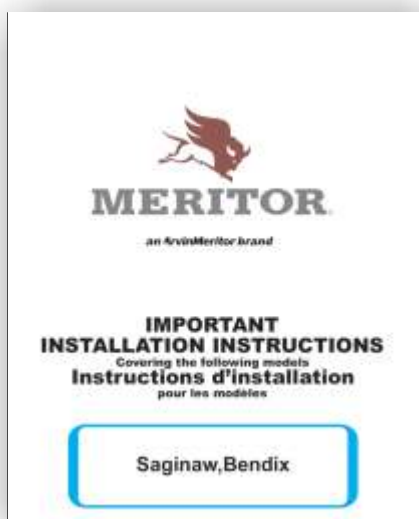 MERITOR
an ArvinMeritor brand
IMPORTANT
INSTALLATION INSTRUCTIONS
Covering the following models
Instructions d'installation
pour les modèles
Saginaw,Bendix